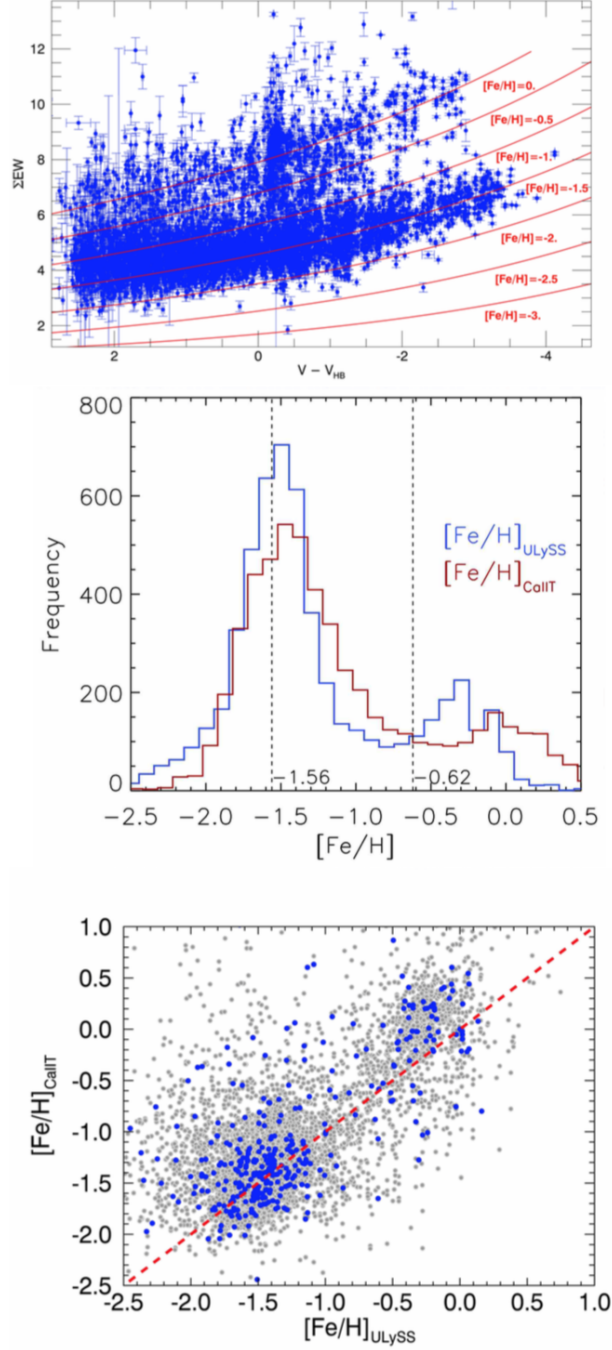 12
10
8
6
4
2
ΣEW
[Fe/H]=0.
[Fe/H]=-0.5
[Fe/H]=-1.
[Fe/H]=-1.5
[Fe/H]=-2.
[Fe/H]=-2.5
[Fe/H]=-3.
2 0 -2 -4
V − V_HB
800
600
400
200
0
Frequency
[Fe/H]_ULySS
[Fe/H]_CaIIT
−1.56 −0.62
−2.5 −2.0 −1.5 −1.0 −0.5 0.0 0.5
[Fe/H]
1.0
0.5
0.0
-0.5
-1.0
-1.5
-2.0
-2.5
[Fe/H]_CaIIT
-2.5 -2.0 -1.5 -1.0 -0.5 0.0 0.5 1.0
[Fe/H]_ULySS